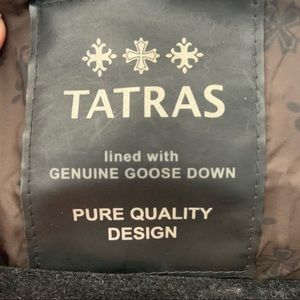 TATRAS
lined with
GENUINE GOOSE DOWN
PURE QUALITY
DESIGN